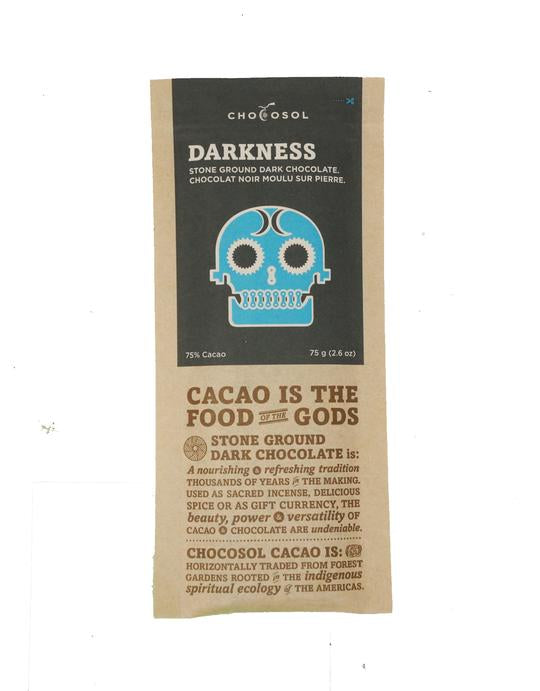 CHOCOSOL
DARKNESS
STONE GROUND DARK CHOCOLATE.
CHOCOLAT NOIR MOULU SUR PIERRE.
75% Cacao
75 g (2.6 oz)
CACAO IS THE
FOOD OF THE GODS
STONE GROUND
DARK CHOCOLATE is:
A nourishing & refreshing tradition
THOUSANDS OF YEARS in THE MAKING.
USED AS SACRED INCENSE, DELICIOUS
SPICE OR AS GIFT CURRENCY, THE
beauty, power & versatility OF
CACAO & CHOCOLATE ARE undeniable.
CHOCOSOL CACAO IS:
HORIZONTALLY TRADED FROM FOREST
GARDENS ROOTED in THE indigenous
spiritual ecology of THE AMERICAS.